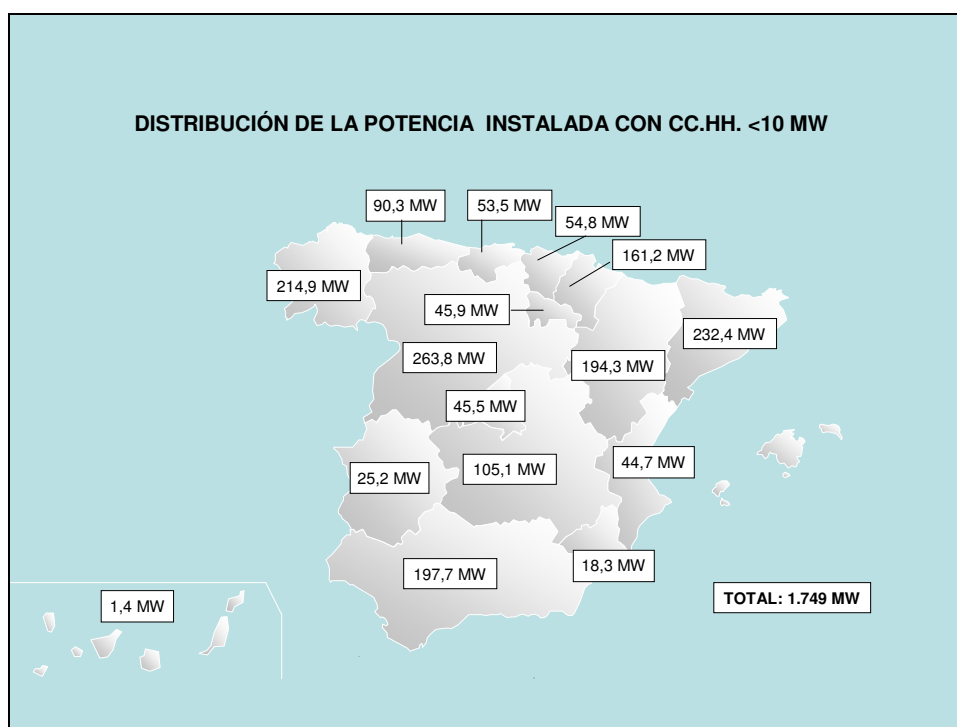 DISTRIBUCIÓN DE LA POTENCIA INSTALADA CON CC.HH. <10 MW
90,3 MW
53,5 MW
54,8 MW
161,2 MW
214,9 MW
45,9 MW
232,4 MW
263,8 MW
194,3 MW
45,5 MW
25,2 MW
105,1 MW
44,7 MW
197,7 MW
18,3 MW
1,4 MW
TOTAL: 1.749 MW